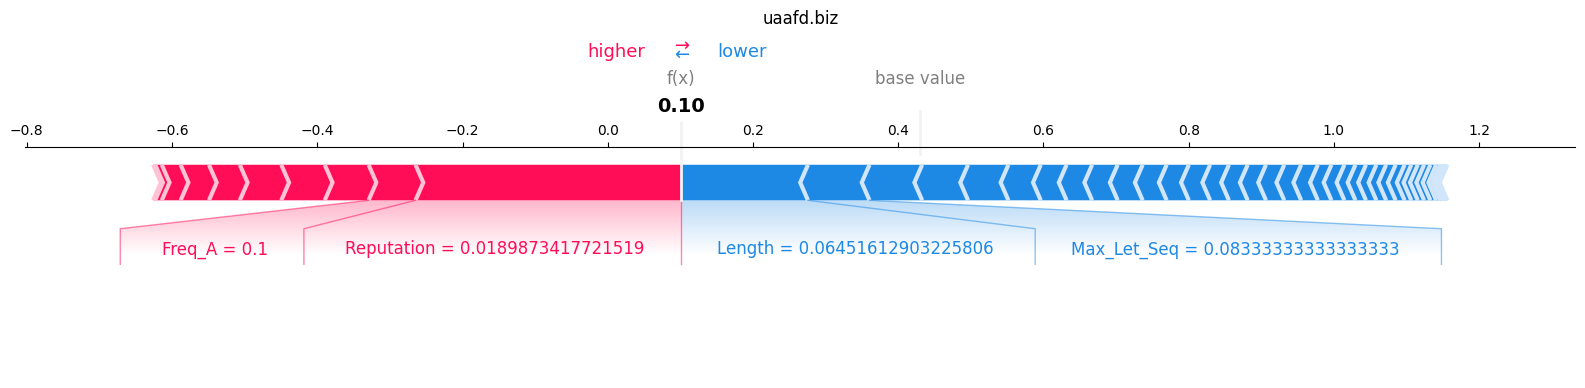 uaafd.biz
higher → ← lower
f(x) base value
0.10
−0.8 −0.6 −0.4 −0.2 0.0 0.2 0.4 0.6 0.8 1.0 1.2
Freq_A = 0.1 Reputation = 0.0189873417721519 Length = 0.06451612903225806 Max_Let_Seq = 0.08333333333333333